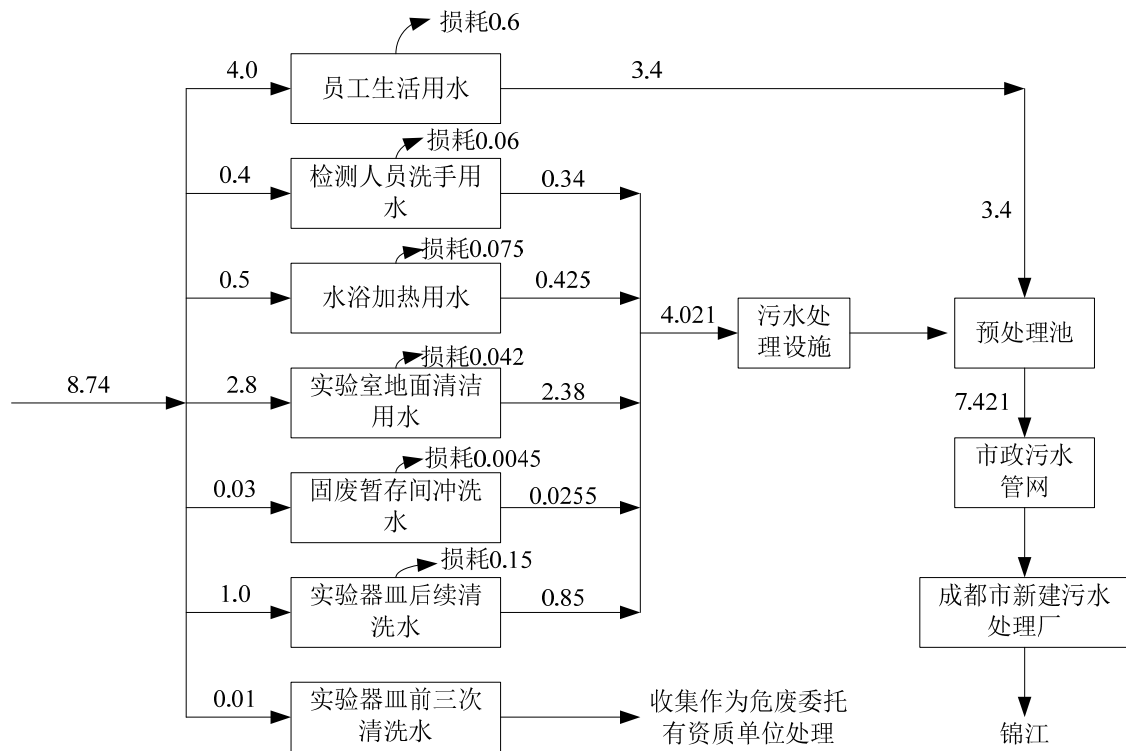 损耗0.6
4.0
员工生活用水
3.4
损耗0.06
0.4
检测人员洗手用
水
0.34
3.4
损耗0.075
0.5
水浴加热用水
0.425
4.021
污水处
理设施
预处理池
损耗0.042
8.74
2.8
实验室地面清洁
用水
2.38
7.421
市政污水
管网
损耗0.0045
0.03
固废暂存间冲洗
水
0.0255
损耗0.15
1.0
实验器皿后续清
洗水
0.85
成都市新建污水
处理厂
0.01
实验器皿前三次
清洗水
收集作为危废委托
有资质单位处理
锦江